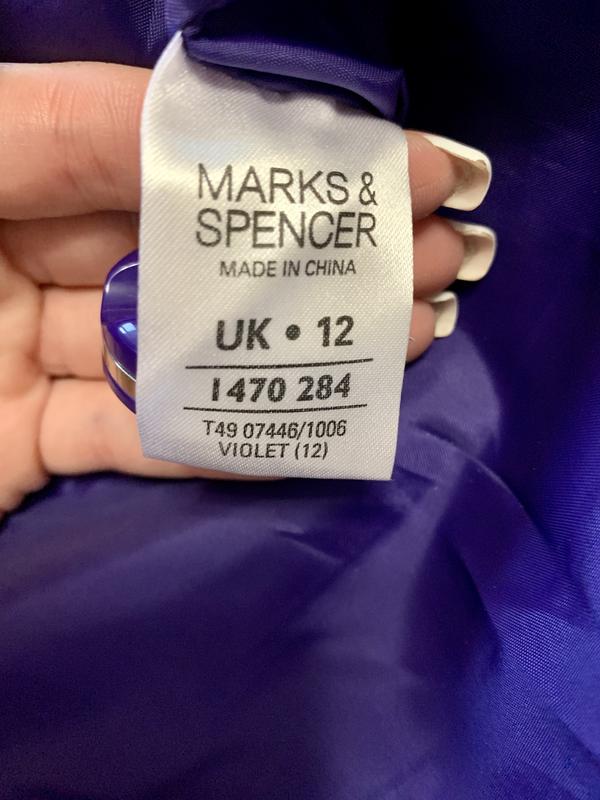 MARKS &
SPENCER
MADE IN CHINA
UK • 12
1470 284
T49 07446/1006
VIOLET (12)